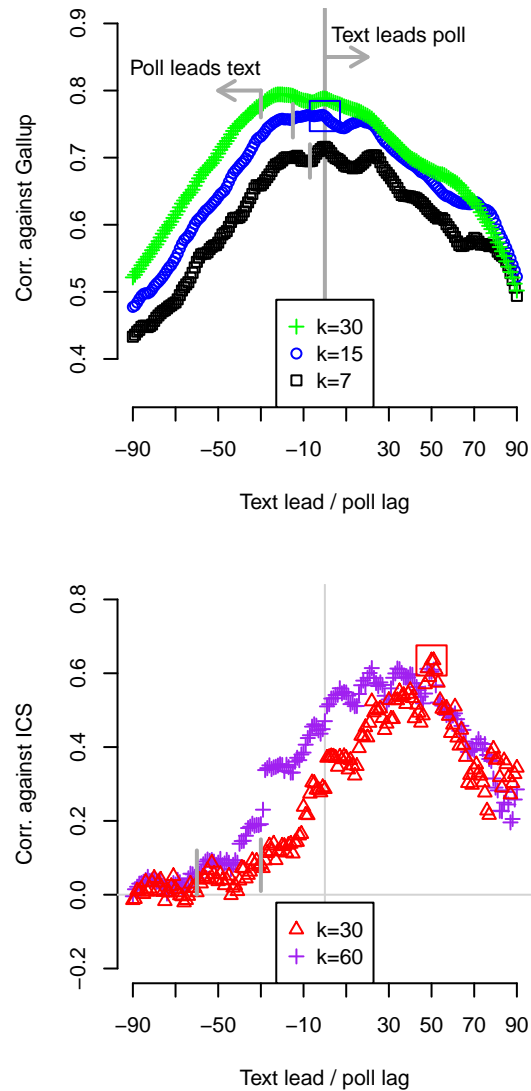 Text leads poll
Poll leads text
0.9
0.8
0.7
0.6
0.5
0.4
Corr. against Gallup
k=30
k=15
k=7
−90 −50 −10 30 50 70 90
Text lead / poll lag
0.8
0.6
0.4
0.2
0.0
−0.2
Corr. against ICS
k=30
k=60
−90 −50 −10 30 50 70 90
Text lead / poll lag